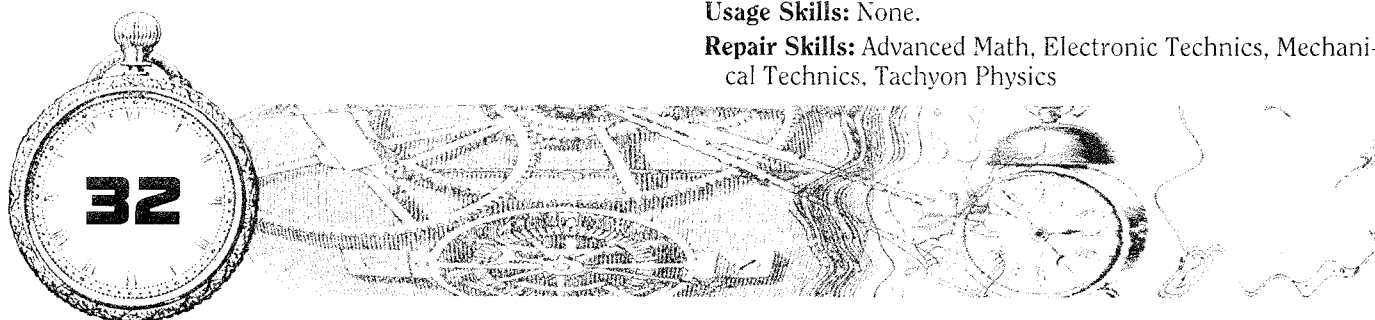 Usage Skills: None.
Repair Skills: Advanced Math, Electronic Technics, Mechani-
cal Technics, Tachyon Physics
32